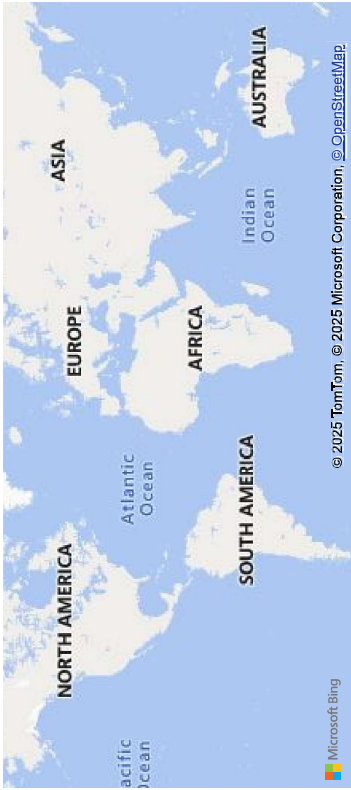 NORTH AMERICA
EUROPE
ASIA
Atlantic
Ocean
acific
Ocean
AFRICA
SOUTH AMERICA
Indian
Ocean
AUSTRALIA
Microsoft Bing
© 2025 TomTom, © 2025 Microsoft Corporation, © OpenStreetMap